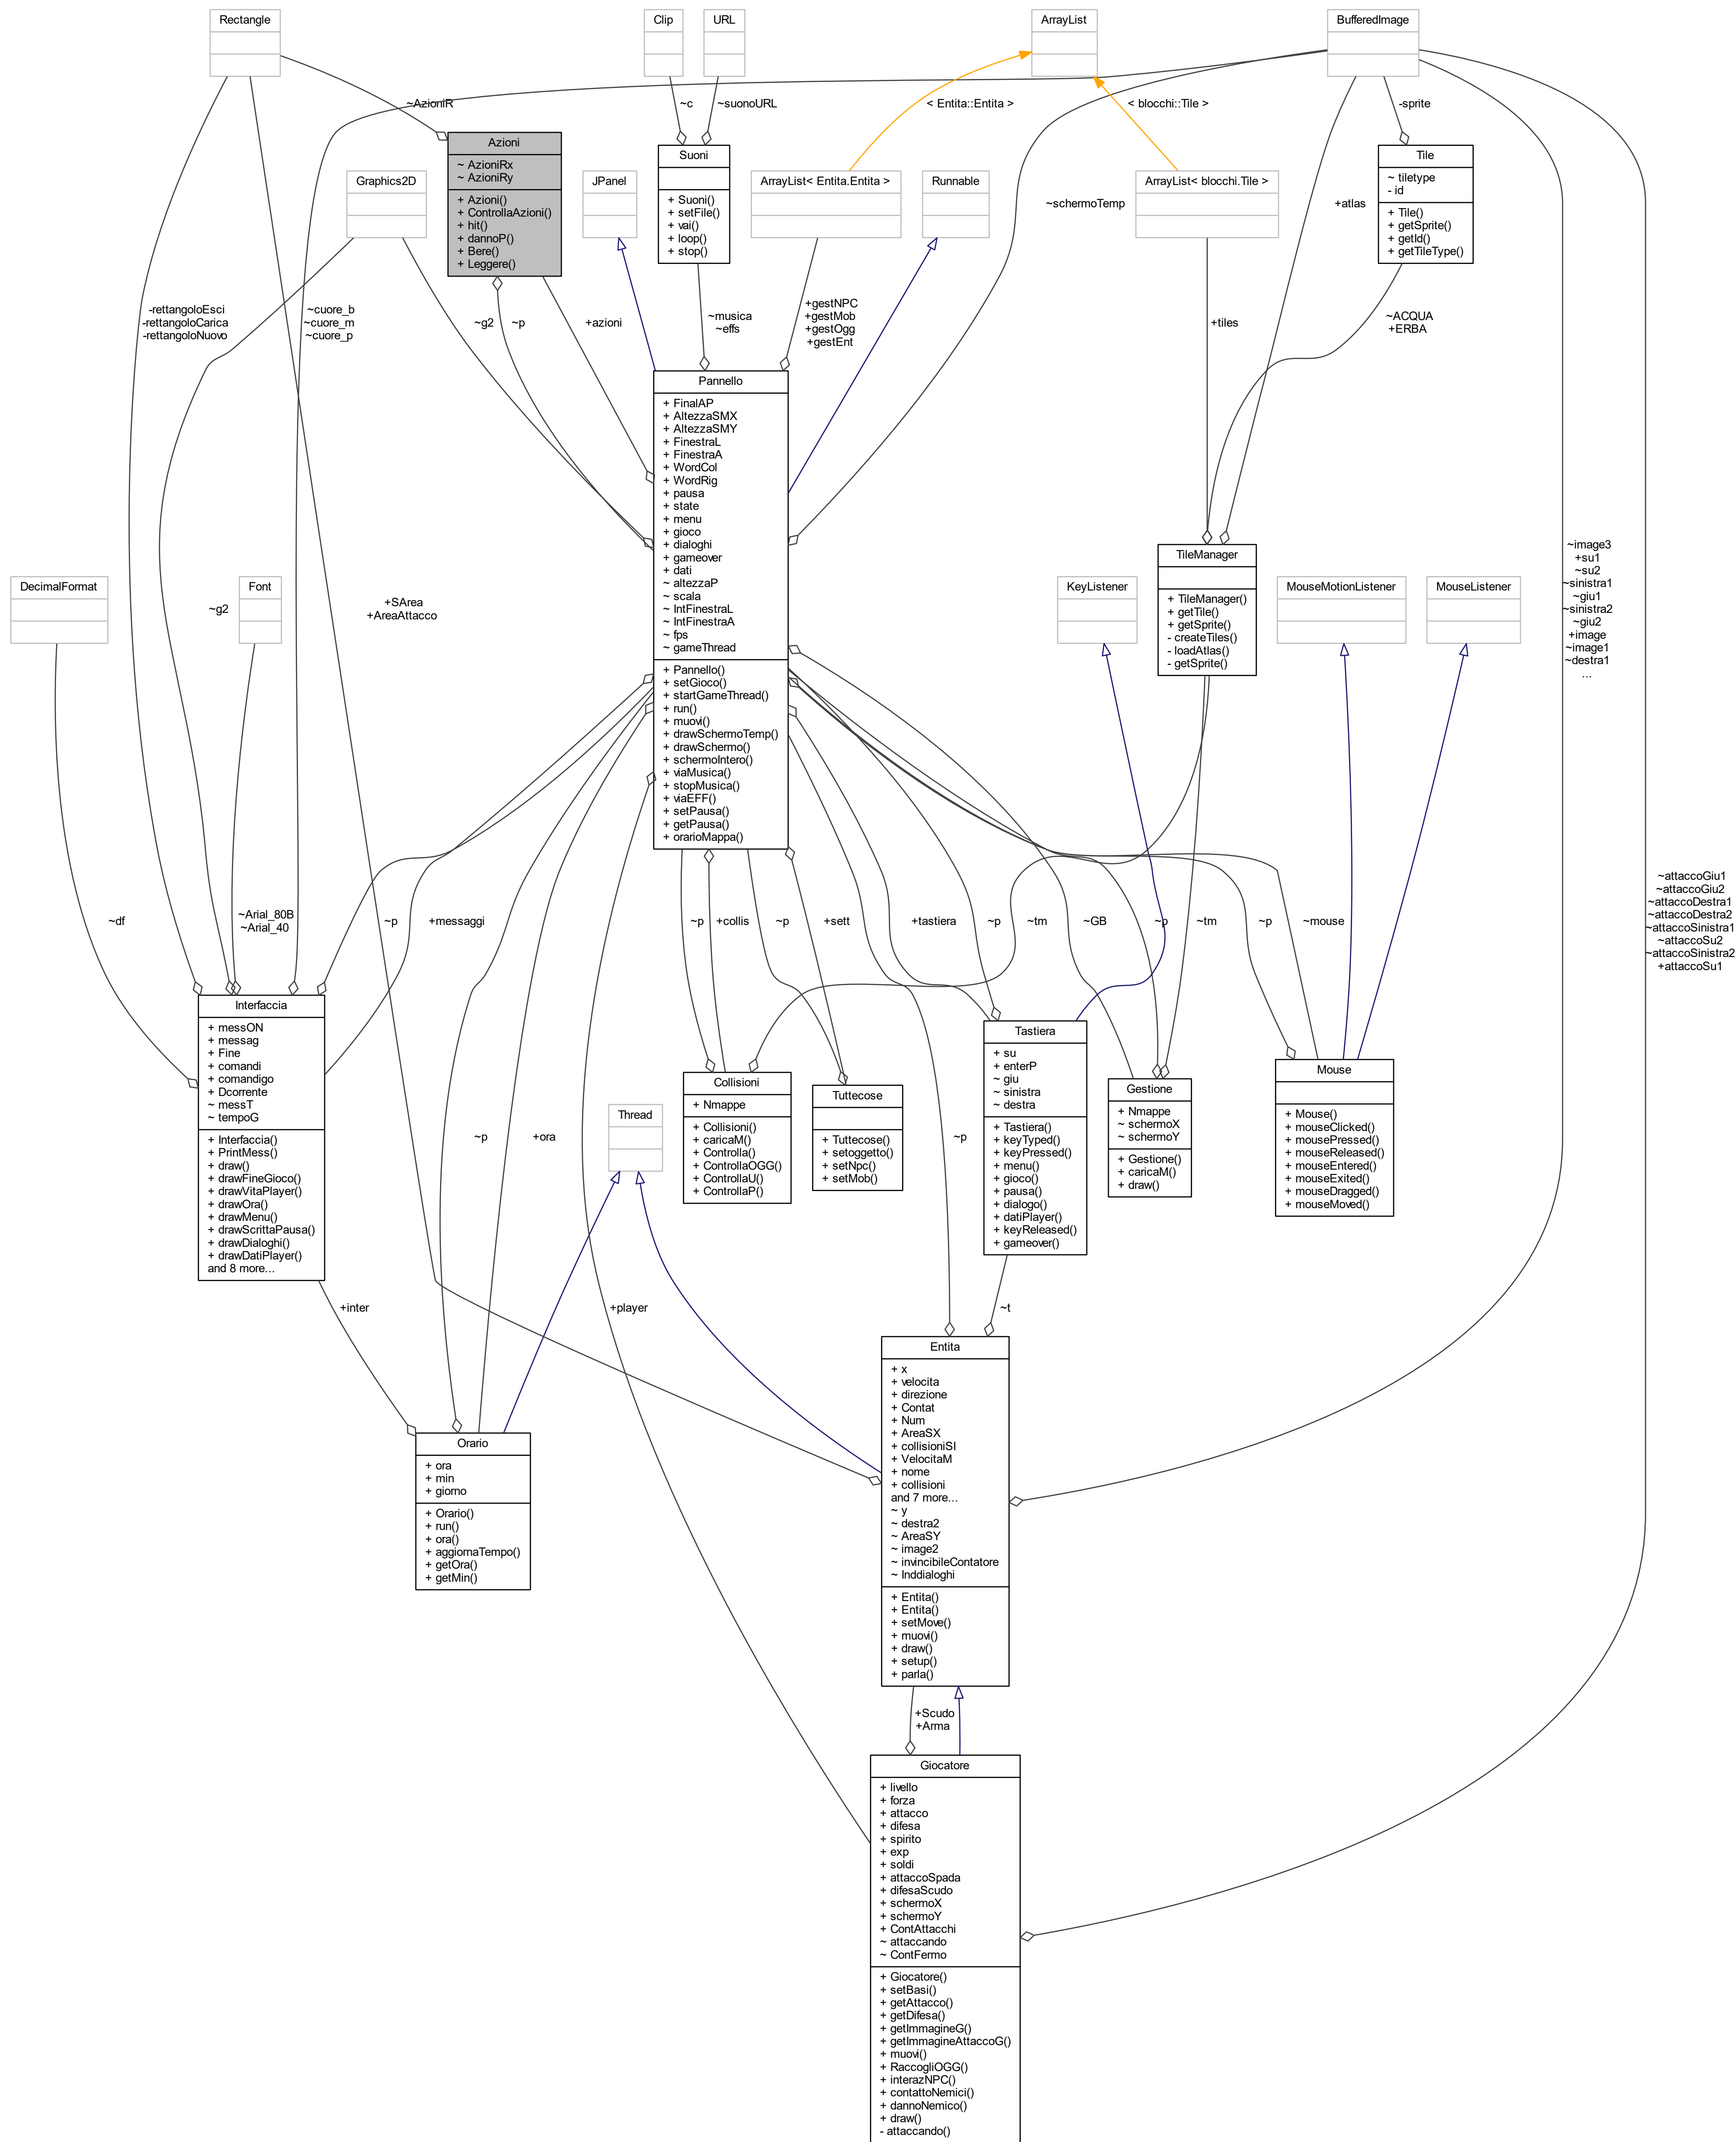 Rectangle
Clip
URL
ArrayList
BufferedImage
~AzioniR
~c
~suonoURL
< Entita::Entita >
< blocchi::Tile >
-sprite
Azioni
~ AzioniRx
~ AzioniRy
+ Azioni()
+ ControllaAzioni()
+ hit()
+ dannoP()
+ Bere()
+ Leggere()
Suoni
+ Suoni()
+ setFile()
+ vai()
+ loop()
+ stop()
Tile
~ tiletype
- id
+ Tile()
+ getSprite()
+ getId()
+ getTileType()
Graphics2D
JPanel
ArrayList< Entita.Entita >
Runnable
ArrayList< blocchi.Tile >
~schermoTemp
+atlas
-rettangoloEsci
-rettangoloCarica
-rettangoloNuovo
~cuore_b
~cuore_m
~cuore_p
~g2
~p
+azioni
~musica
~effs
+gestNPC
+gestMob
+gestOgg
+gestEnt
+tiles
~ACQUA
+ERBA
Pannello
+ FinalAP
+ AltezzaSMX
+ AltezzaSMY
+ FinestraL
+ FinestraA
+ WordCol
+ WordRig
+ pausa
+ state
+ menu
+ gioco
+ dialoghi
+ gameover
+ dati
~ altezzaP
~ scala
~ IntFinestraL
~ IntFinestraA
~ fps
~ gameThread
+ Pannello()
+ setGioco()
+ startGameThread()
+ run()
+ muovi()
+ drawSchermoTemp()
+ drawSchermo()
+ schermoIntero()
+ viaMusica()
+ stopMusica()
+ viaEFF()
+ setPausa()
+ getPausa()
+ orarioMappa()
TileManager
+ TileManager()
+ getTile()
+ getSprite()
- createTiles()
- loadAtlas()
- getSprite()
~image3
+su1
~su2
~sinistra1
~giu1
~sinistra2
~giu2
+image
~image1
~destra1
...
DecimalFormat
Font
KeyListener
MouseMotionListener
MouseListener
~g2
+SArea
+AreaAttacco
~attaccoGiu1
~attaccoGiu2
~attaccoDestra1
~attaccoDestra2
~attaccoSinistra1
~attaccoSu2
~attaccoSinistra2
+attaccoSu1
~df
~Arial_80B
~Arial_40
~p
+messaggi
~p
+collis
~p
+sett
+tastiera
~p
~tm
~GB
~p
~tm
~p
~mouse
Interfaccia
+ messON
+ messag
+ Fine
+ comandi
+ comandigo
+ Dcorrente
~ messT
~ tempoG
+ Interfaccia()
+ PrintMess()
+ draw()
+ drawFineGioco()
+ drawVitaPlayer()
+ drawOra()
+ drawMenu()
+ drawScrittaPausa()
+ drawDialoghi()
+ drawDatiPlayer()
and 8 more...
Thread
Collisioni
+ Nmappe
+ Collisioni()
+ caricaM()
+ Controlla()
+ ControllaOGG()
+ ControllaU()
+ ControllaP()
Tuttecose
+ Tuttecose()
+ setoggetto()
+ setNpc()
+ setMob()
Tastiera
+ su
+ enterP
~ giu
~ sinistra
~ destra
+ Tastiera()
+ keyTyped()
+ keyPressed()
+ menu()
+ gioco()
+ pausa()
+ dialogo()
+ datiPlayer()
+ keyReleased()
+ gameover()
Gestione
+ Nmappe
~ schermoX
~ schermoY
+ Gestione()
+ caricaM()
+ draw()
Mouse
+ Mouse()
+ mouseClicked()
+ mousePressed()
+ mouseReleased()
+ mouseEntered()
+ mouseExited()
+ mouseDragged()
+ mouseMoved()
~p
+ora
~p
+inter
+player
~t
Orario
+ ora
+ min
+ giorno
+ Orario()
+ run()
+ ora()
+ aggiornaTempo()
+ getOra()
+ getMin()
Entita
+ x
+ velocita
+ direzione
+ Contat
+ Num
+ AreaSX
+ collisioniSI
+ VelocitaM
+ nome
+ collisioni
and 7 more...
~ y
~ destra2
~ AreaSY
~ image2
~ invincibileContatore
~ Inddialoghi
+ Entita()
+ Entita()
+ setMove()
+ muovi()
+ draw()
+ setup()
+ parla()
+Scudo
+Arma
Giocatore
+ livello
+ forza
+ attacco
+ difesa
+ spirito
+ exp
+ soldi
+ attaccoSpada
+ difesaScudo
+ schermoX
+ schermoY
+ ContAttacchi
~ attaccando
~ ContFermo
+ Giocatore()
+ setBasi()
+ getAttacco()
+ getDifesa()
+ getImmagineG()
+ getImmagineAttaccoG()
+ muovi()
+ RaccogliOGG()
+ interazNPC()
+ contattoNemici()
+ dannoNemico()
+ draw()
- attaccando()